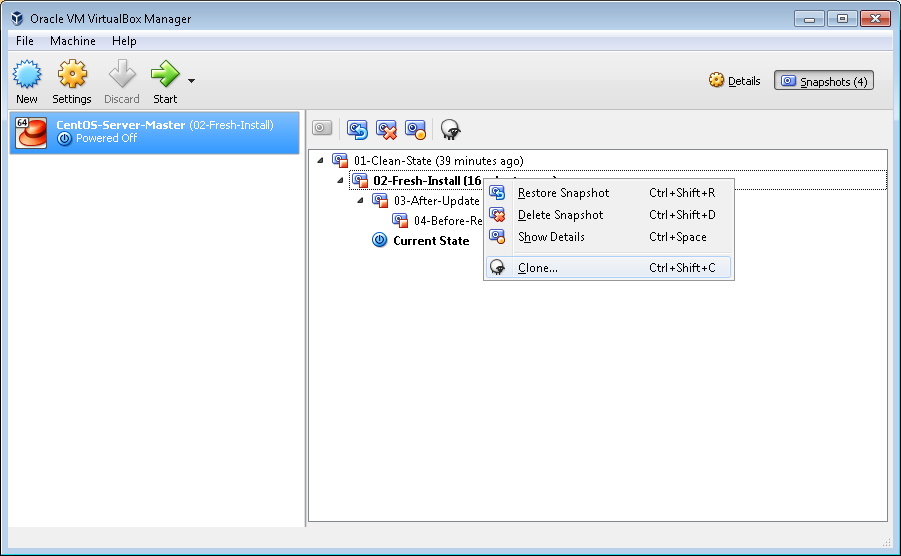 Oracle VM VirtualBox Manager
File Machine Help
New Settings Discard Start
Details Snapshots (4)
64
CentOS-Server-Master (02-Fresh-Install)
Powered Off
01-Clean-State (39 minutes ago)
02-Fresh-Install (16
03-After-Update
04-Before-Re
Current State
Restore Snapshot Ctrl+Shift+R
Delete Snapshot Ctrl+Shift+D
Show Details Ctrl+Space
Clone... Ctrl+Shift+C